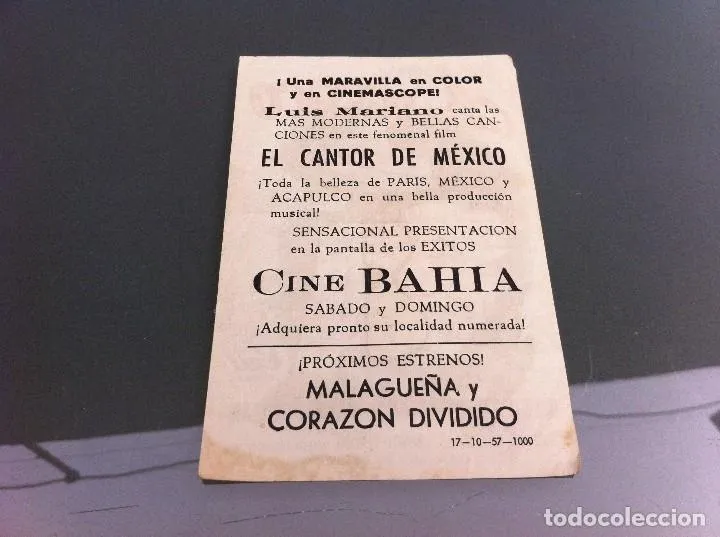 ¡Una MARAVILLA en COLOR
y en CINEMASCOPE!
Luis Mariano canta las
MAS MODERNAS y BELLAS CAN-
CIONES en este fenomenal film
EL CANTOR DE MÉXICO
¡Toda la belleza de PARIS, MÉXICO y
ACAPULCO en una bella producción
musical!
SENSACIONAL PRESENTACION
en la pantalla de los EXITOS
CINE BAHIA
SABADO y DOMINGO
¡Adquiera pronto su localidad numerada!
¡PRÓXIMOS ESTRENOS!
MALAGUEÑA y
CORAZON DIVIDIDO
17-10-57-1000
todocoleccion